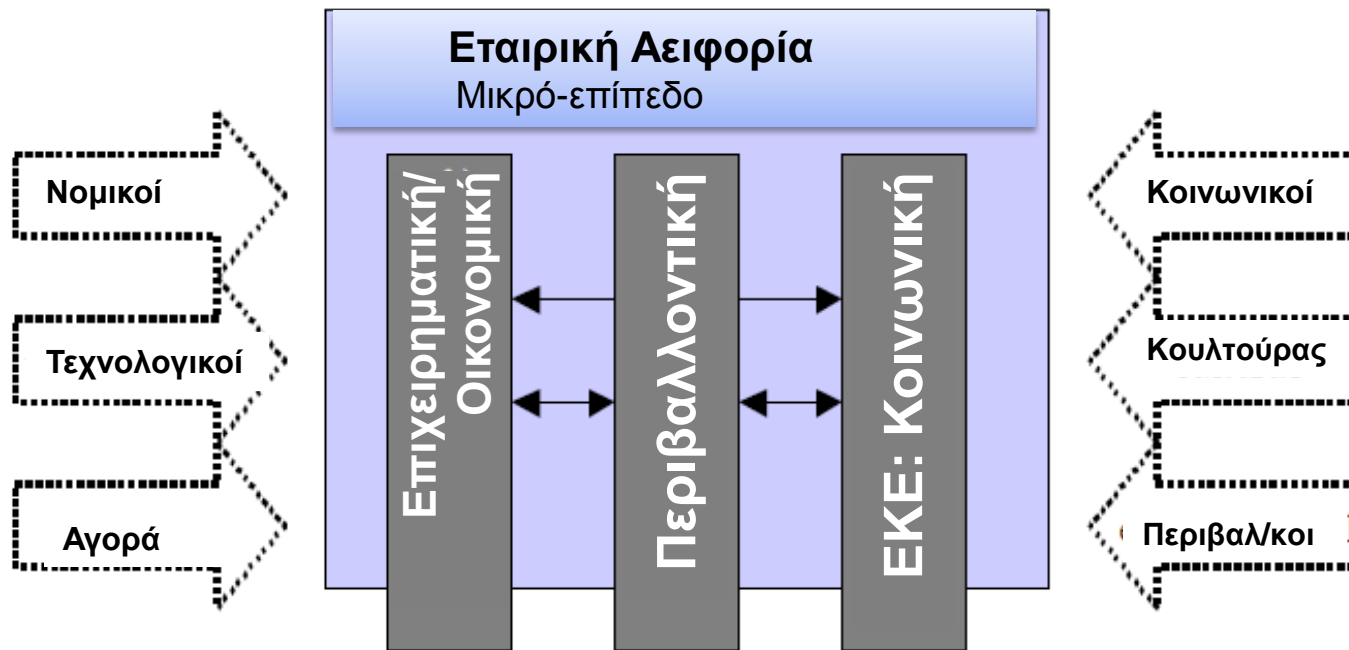 Εταιρική Αειφορία
Μικρό-επίπεδο
Νομικοί
Τεχνολογικοί
Αγορά
Επιχειρηματική/
Οικονομική
Περιβαλλοντική
ΕΚΕ: Κοινωνική
Κοινωνικοί
Κουλτούρας
Περιβαλ/κοι